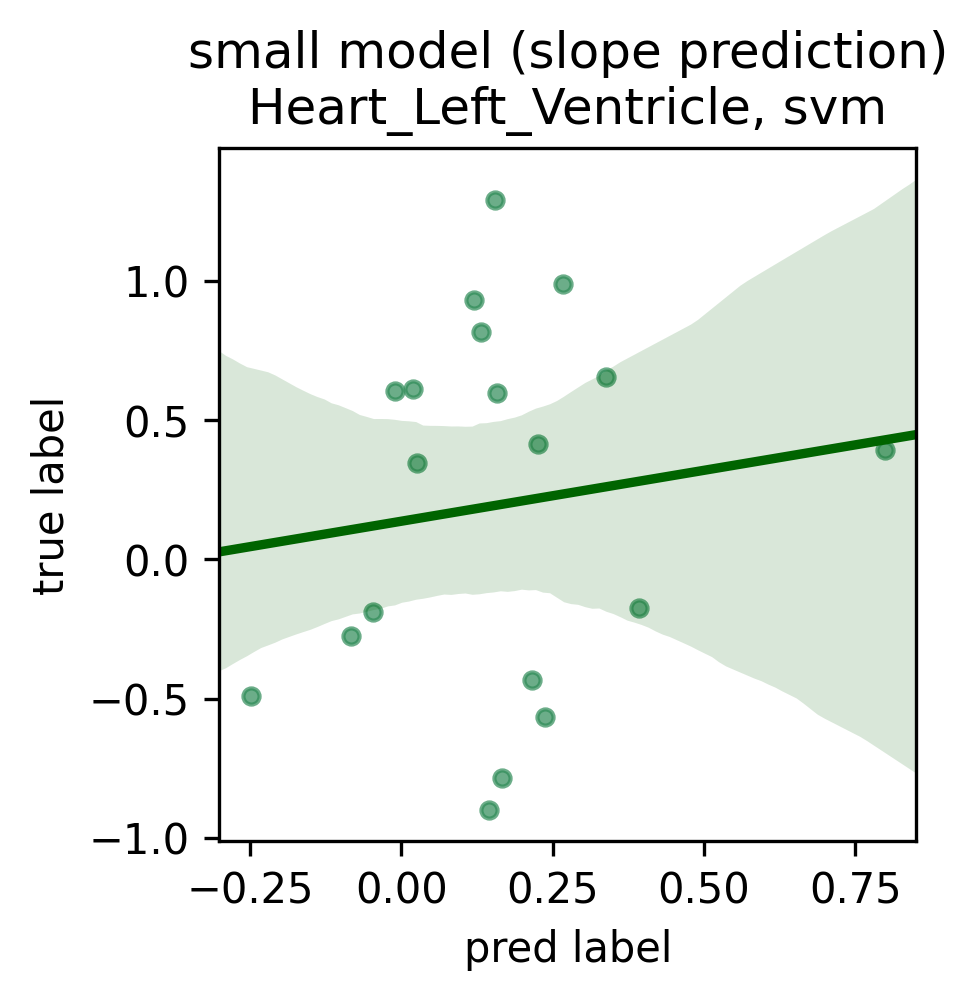 small model (slope prediction)
Heart_Left_Ventricle, svm
1.0
0.5
0.0
−0.5
−1.0
true label
−0.25 0.00 0.25 0.50 0.75
pred label